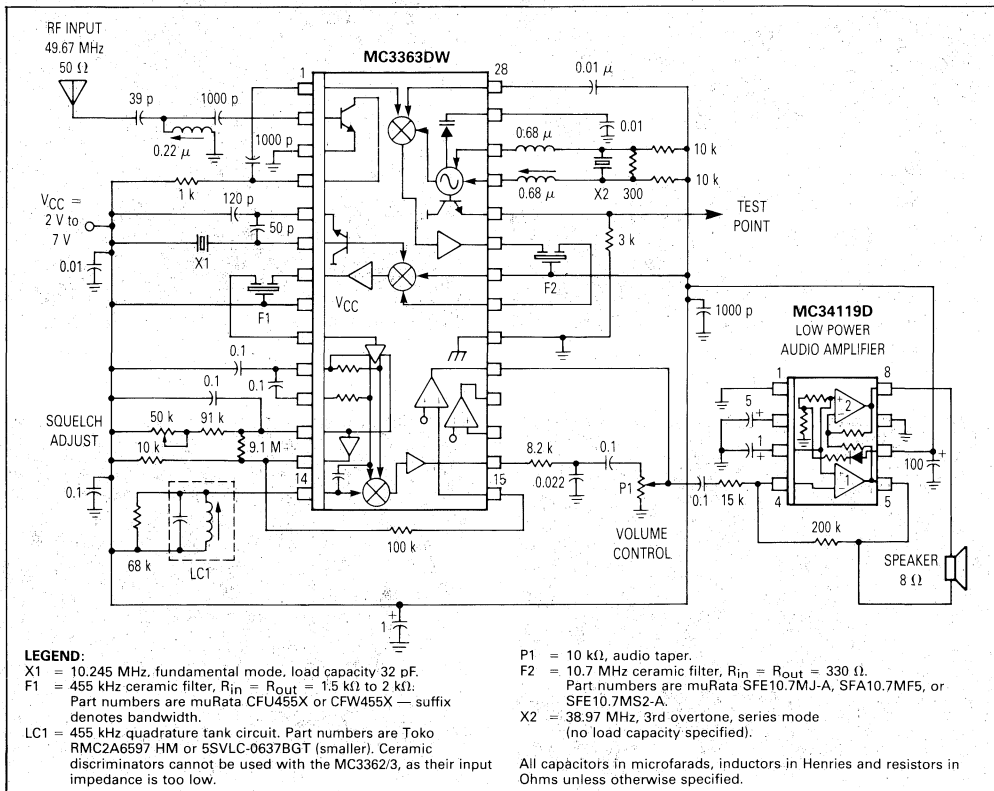 RF INPUT
49.67 MHz
50 Ω
MC3363DW
1
28
0.01 µ
39 p
1000 p
0.22 µ
1000 p
0.68 µ
0.01
10 k
10 k
0.68 µ
X2
300
1 k
VCC =
2 V to
7 V
120 p
50 p
TEST
POINT
3 k
0.01
X1
F2
VCC
F1
1000 p
MC34119D
LOW POWER
AUDIO AMPLIFIER
0.1
0.1
0.1
1
8
5
+
+
2
SQUELCH
ADJUST
50 k
91 k
1
+
10 k
9.1 M
8.2 k
0.1
100
+
0.1
14
15
0.022
P1
0.1
15 k
4
1
5
VOLUME
CONTROL
100 k
200 k
68 k
LC1
SPEAKER
8 Ω
1
+
LEGEND:
X1 = 10.245 MHz, fundamental mode, load capacity 32 pF.
F1 = 455 kHz ceramic filter, Rin = Rout = 1.5 kΩ to 2 kΩ.
Part numbers are muRata CFU455X or CFW455X — suffix
denotes bandwidth.
LC1 = 455 kHz quadrature tank circuit. Part numbers are Toko
RMC2A6597 HM or 5SVLC-0637BGT (smaller). Ceramic
discriminators cannot be used with the MC3362/3, as their input
impedance is too low.
P1 = 10 kΩ, audio taper.
F2 = 10.7 MHz ceramic filter, Rin = Rout = 330 Ω.
Part numbers are muRata SFE10.7MJ-A, SFA10.7MF5, or
SFE10.7MS2-A.
X2 = 38.97 MHz, 3rd overtone, series mode
(no load capacity specified).
All capacitors in microfarads, inductors in Henries and resistors in
Ohms unless otherwise specified.